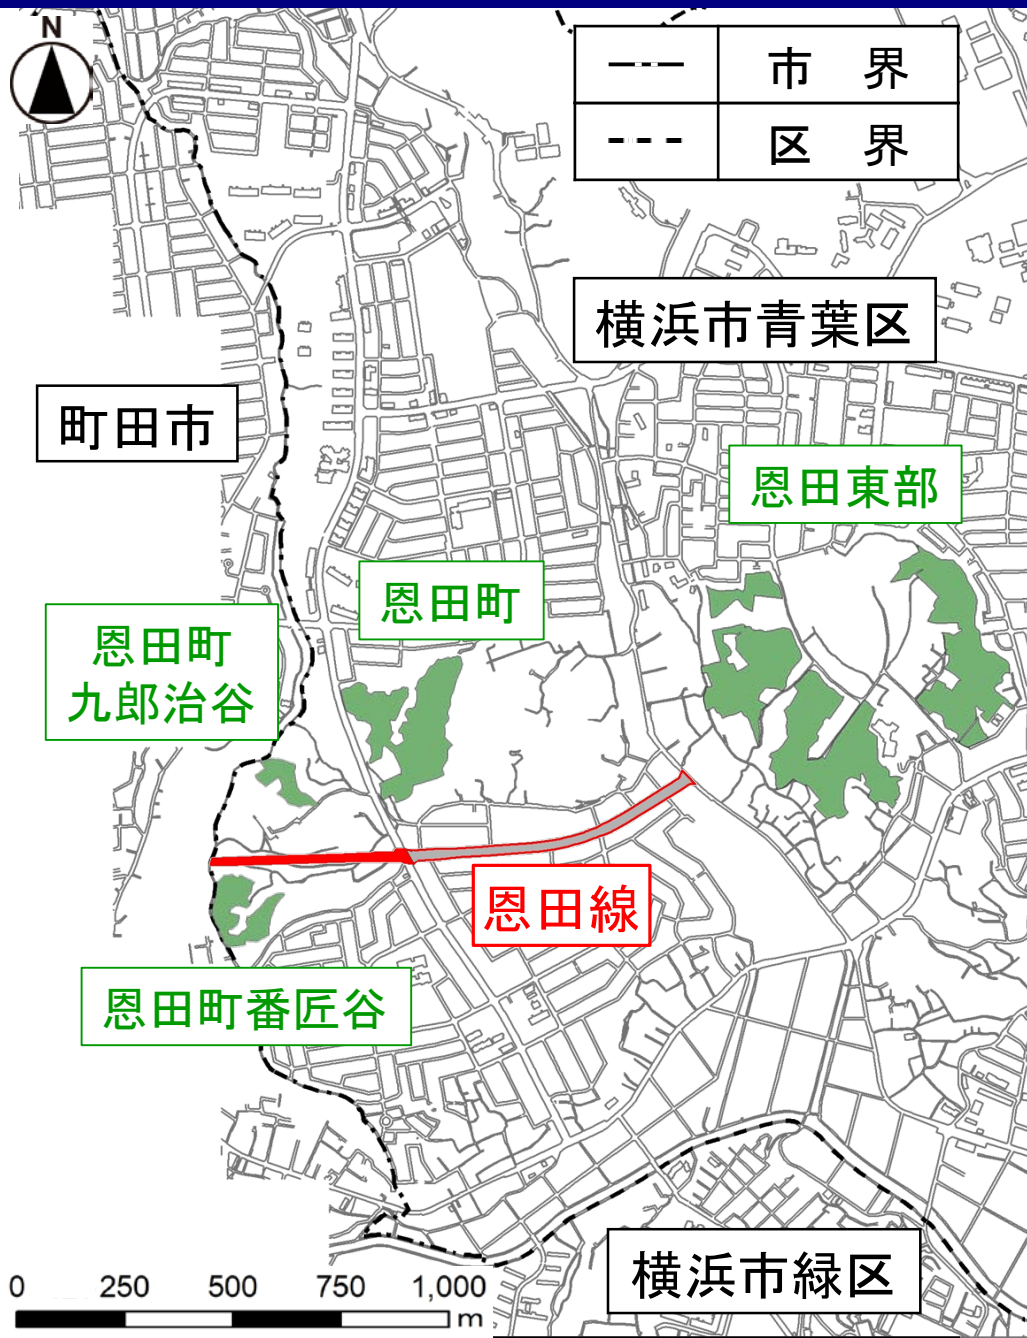 N
市　界
区　界
横浜市青葉区
町田市
恩田東部
恩田町
恩田町
九郎治谷
恩田線
恩田町番匠谷
横浜市緑区
0 250 500 750 1,000
m